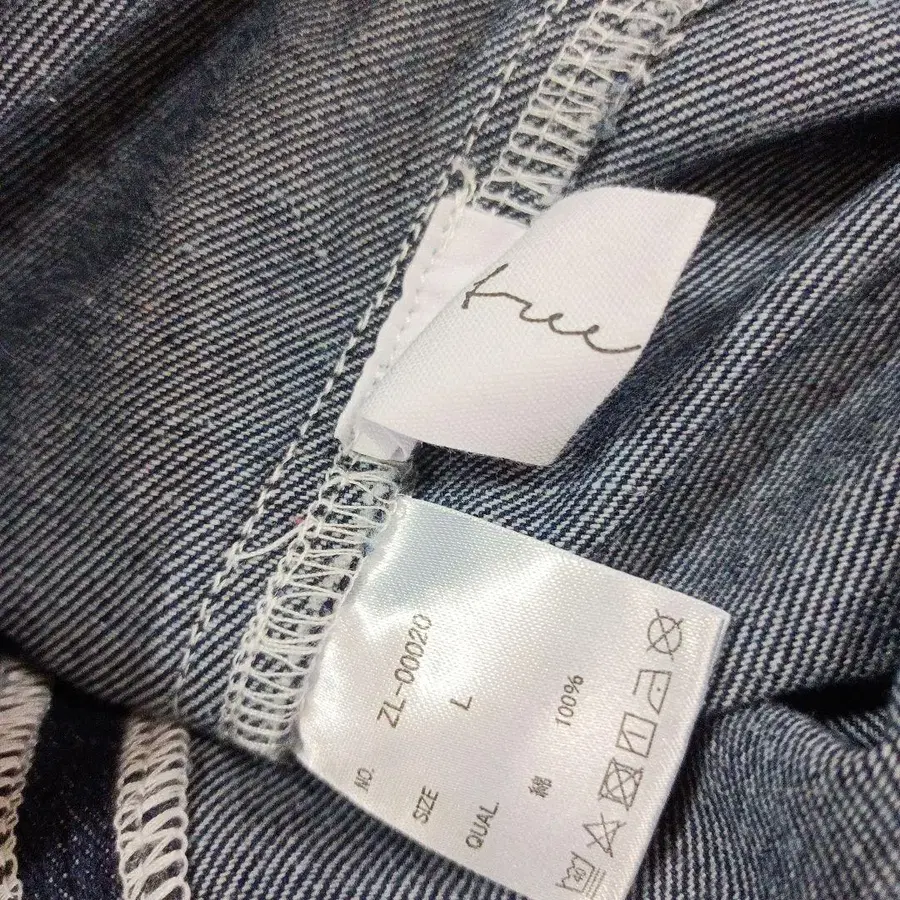 free
NO. ZL-00020
SIZE L
QUAL.
綿 100%